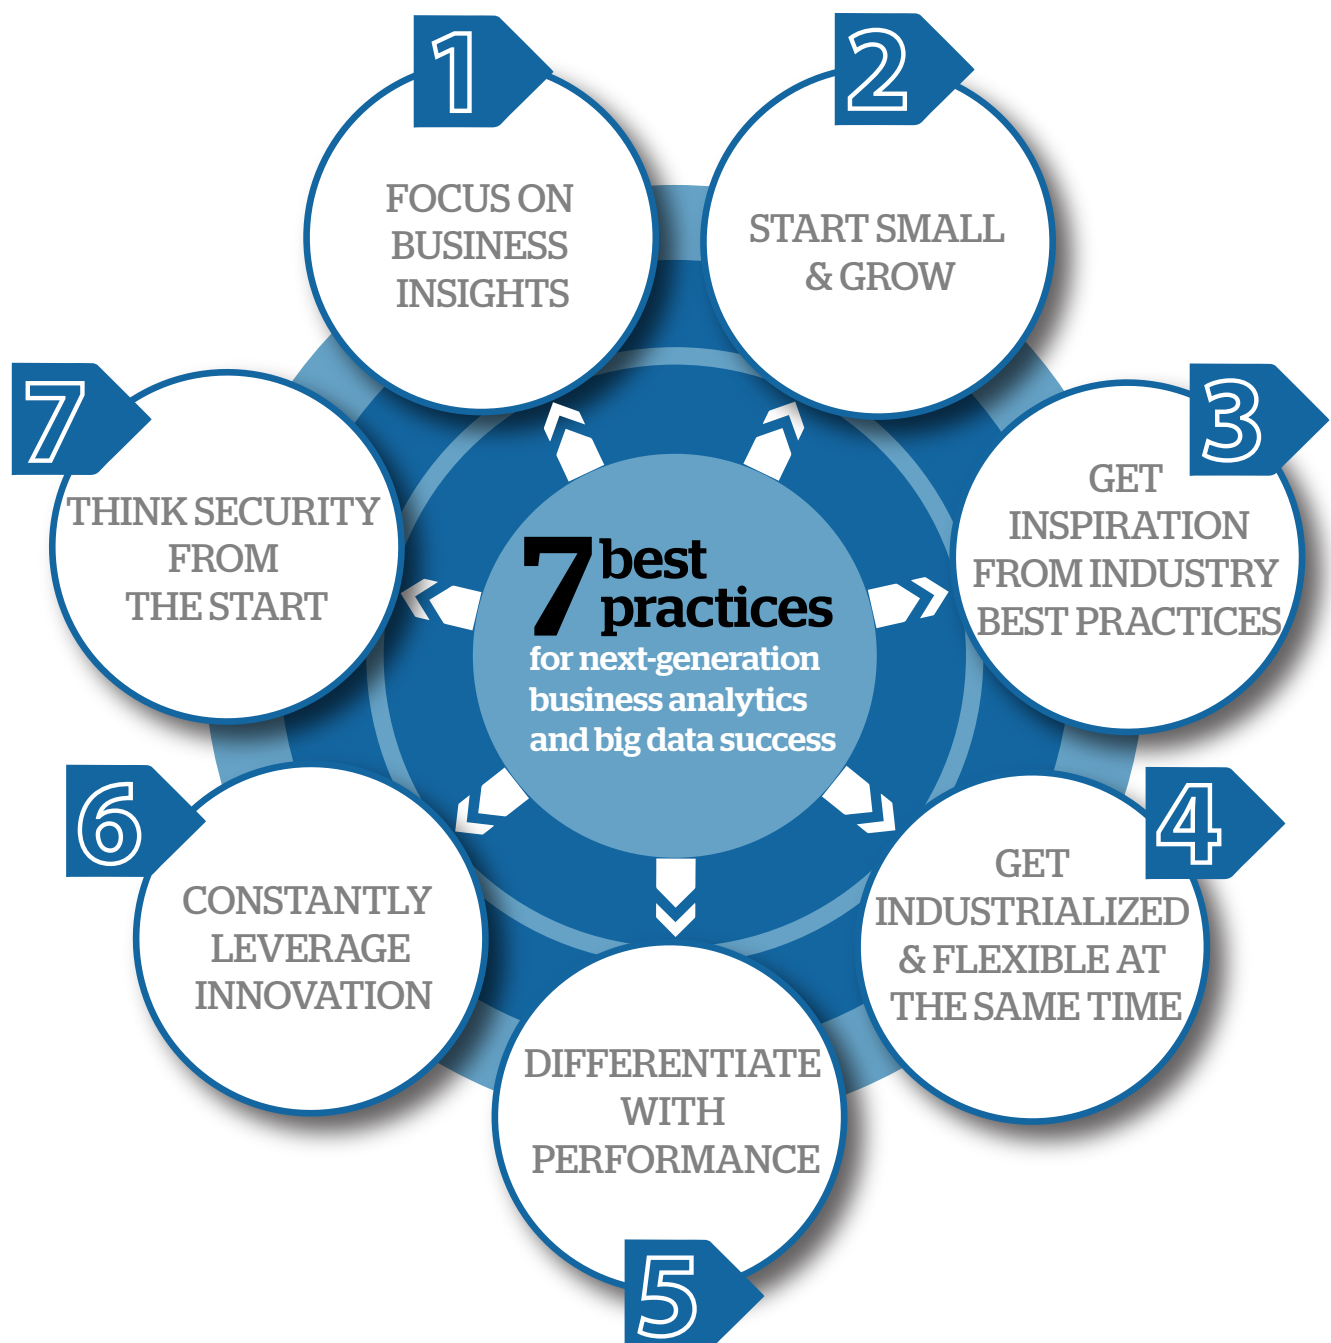 1
FOCUS ON
BUSINESS
INSIGHTS
2
START SMALL
& GROW
3
GET
INSPIRATION
FROM INDUSTRY
BEST PRACTICES
4
GET
INDUSTRIALIZED
& FLEXIBLE AT
THE SAME TIME
5
DIFFERENTIATE
WITH
PERFORMANCE
6
CONSTANTLY
LEVERAGE
INNOVATION
7
THINK SECURITY
FROM
THE START
7 best
practices
for next-generation
business analytics
and big data success